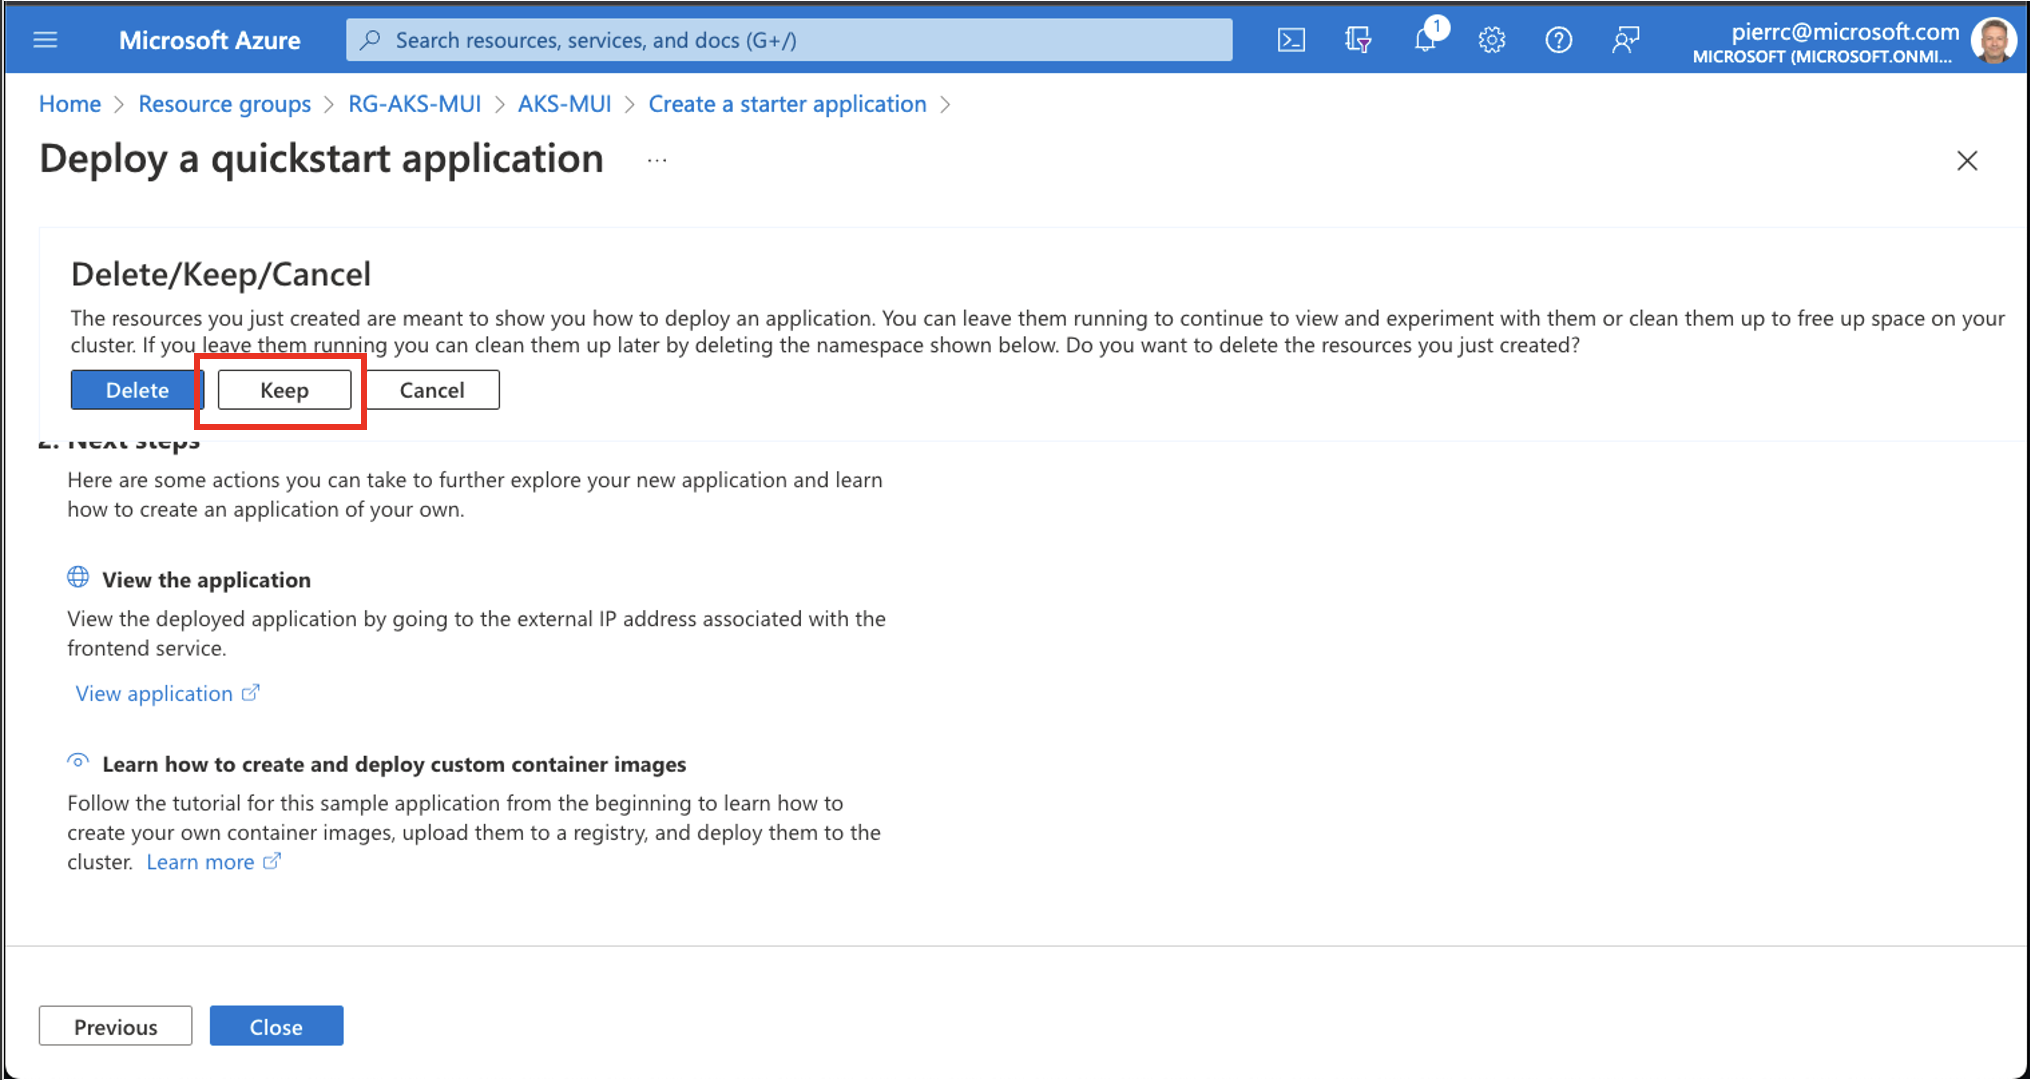 Microsoft Azure
Search resources, services, and docs (G+/)
1
pierrc@microsoft.com
MICROSOFT (MICROSOFT.ONMI...
Home > Resource groups > RG-AKS-MUI > AKS-MUI > Create a starter application >
Deploy a quickstart application ...
Delete/Keep/Cancel
The resources you just created are meant to show you how to deploy an application. You can leave them running to continue to view and experiment with them or clean them up to free up space on your
cluster. If you leave them running you can clean them up later by deleting the namespace shown below. Do you want to delete the resources you just created?
Delete
Keep
Cancel
2. Next steps
Here are some actions you can take to further explore your new application and learn
how to create an application of your own.
View the application
View the deployed application by going to the external IP address associated with the
frontend service.
View application
Learn how to create and deploy custom container images
Follow the tutorial for this sample application from the beginning to learn how to
create your own container images, upload them to a registry, and deploy them to the
cluster. Learn more
Previous
Close